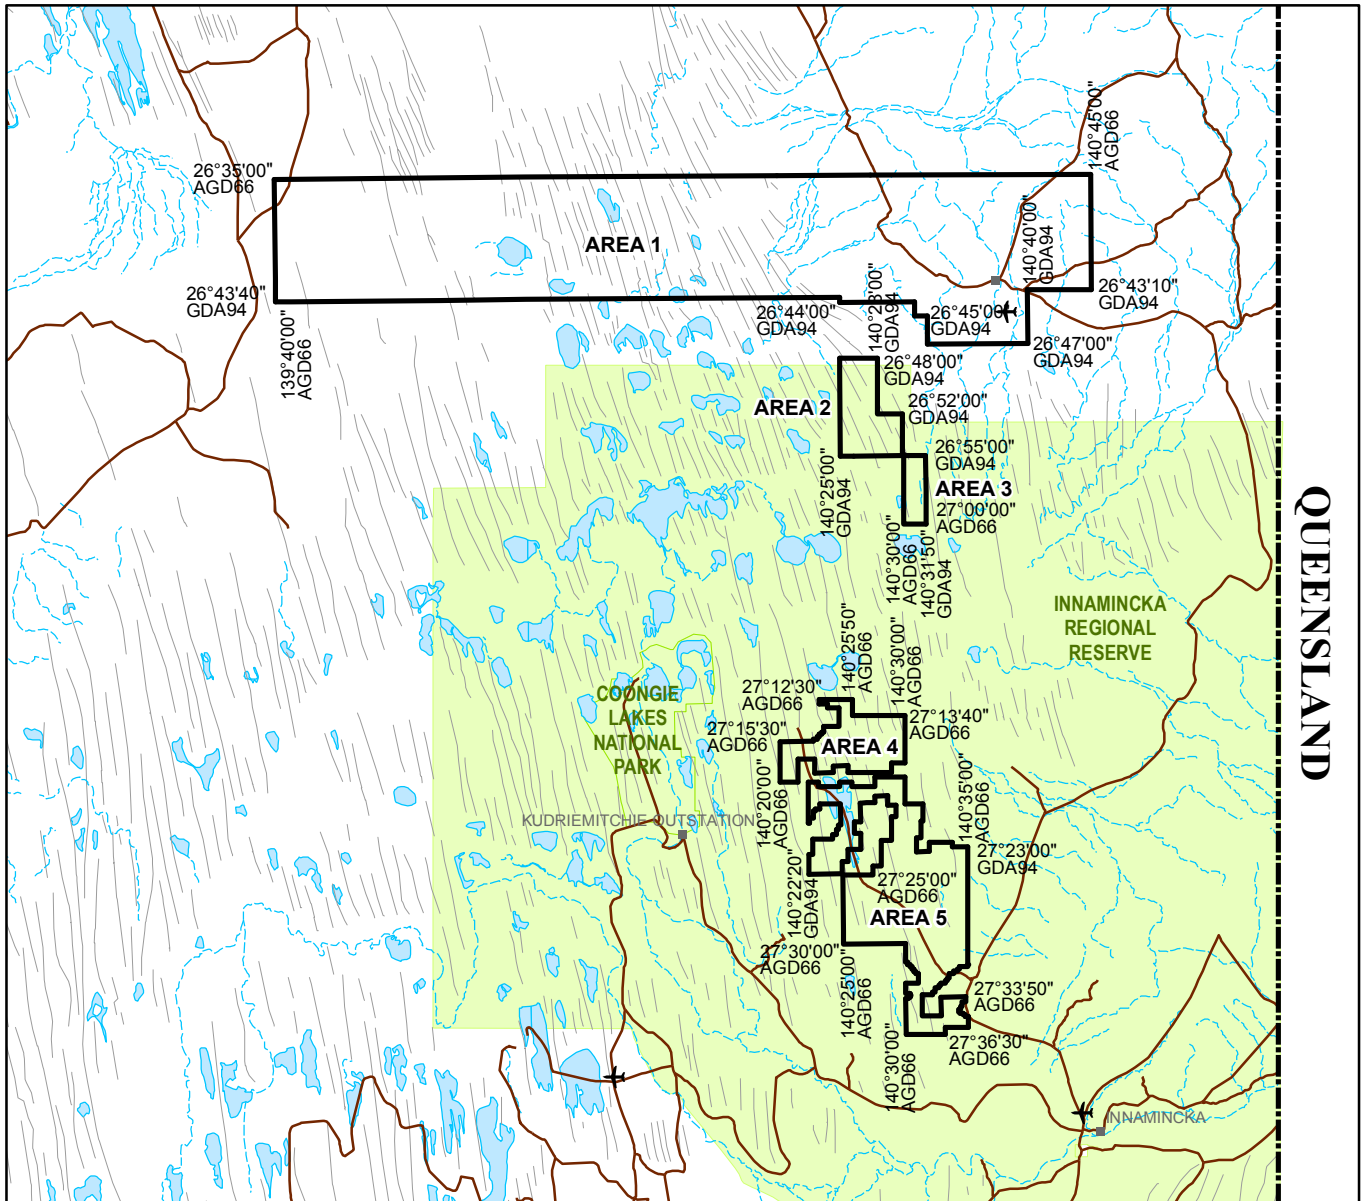 140°45'00"
AGD66
26°35'00"
AGD66
140°40'00"
GDA94
AREA 1
26°43'40"
GDA94
139°40'00"
AGD66
26°44'00"
GDA94
140°28'00"
GDA94
26°45'00"
GDA94
26°43'10"
GDA94
26°47'00"
GDA94
26°48'00"
GDA94
AREA 2
26°52'00"
GDA94
26°55'00"
GDA94
140°25'00"
GDA94
AREA 3
27°00'00"
AGD66
140°30'00"
AGD66
140°31'50"
GDA94
QUEENSLAND
INNAMINCKA
REGIONAL
RESERVE
COONGIE
LAKES
NATIONAL
PARK
140°25'50"
AGD66
140°30'00"
AGD66
27°12'30"
AGD66
27°13'40"
AGD66
27°15'30"
AGD66
AREA 4
140°20'00"
AGD66
140°35'00"
AGD66
KUDRIEMITCHIE OUTSTATION
27°23'00"
GDA94
140°22'20"
GDA94
27°25'00"
AGD66
AREA 5
27°30'00"
AGD66
140°25'00"
AGD66
27°33'50"
AGD66
140°30'00"
AGD66
27°36'30"
AGD66
INNAMINCKA